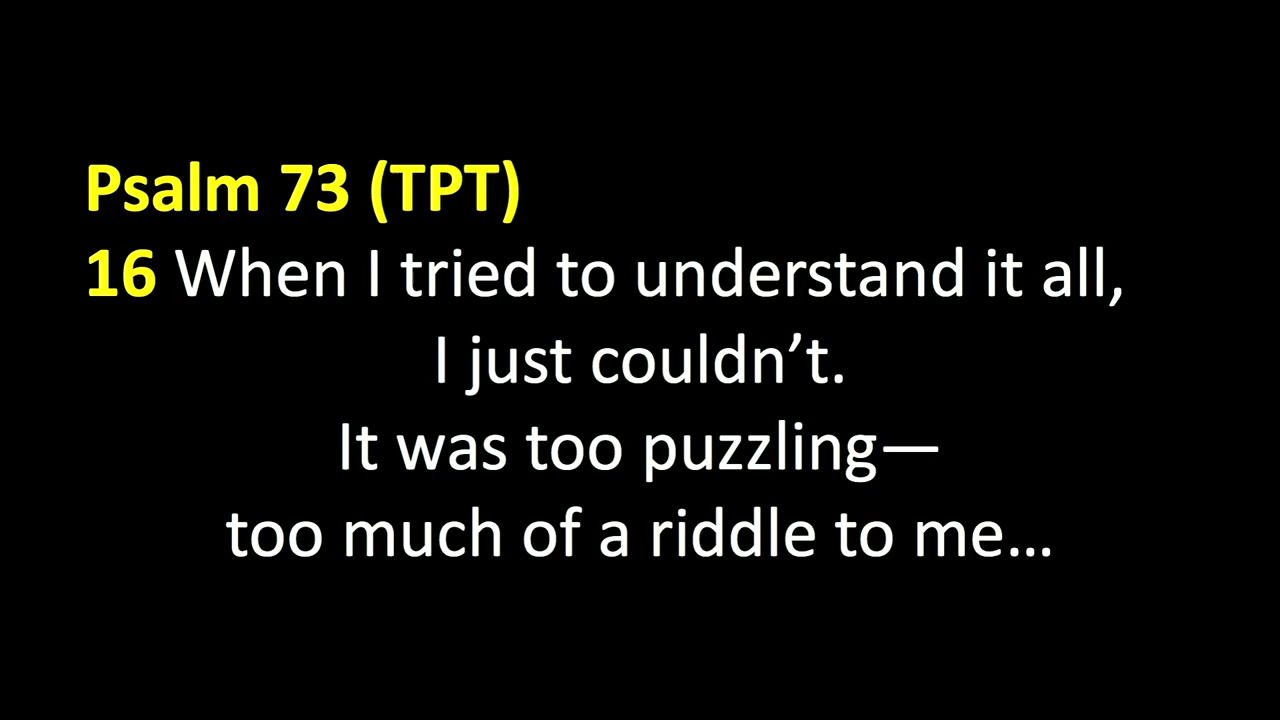 Psalm 73 (TPT)
16 When I tried to understand it all,
I just couldn’t.
It was too puzzling—
too much of a riddle to me…